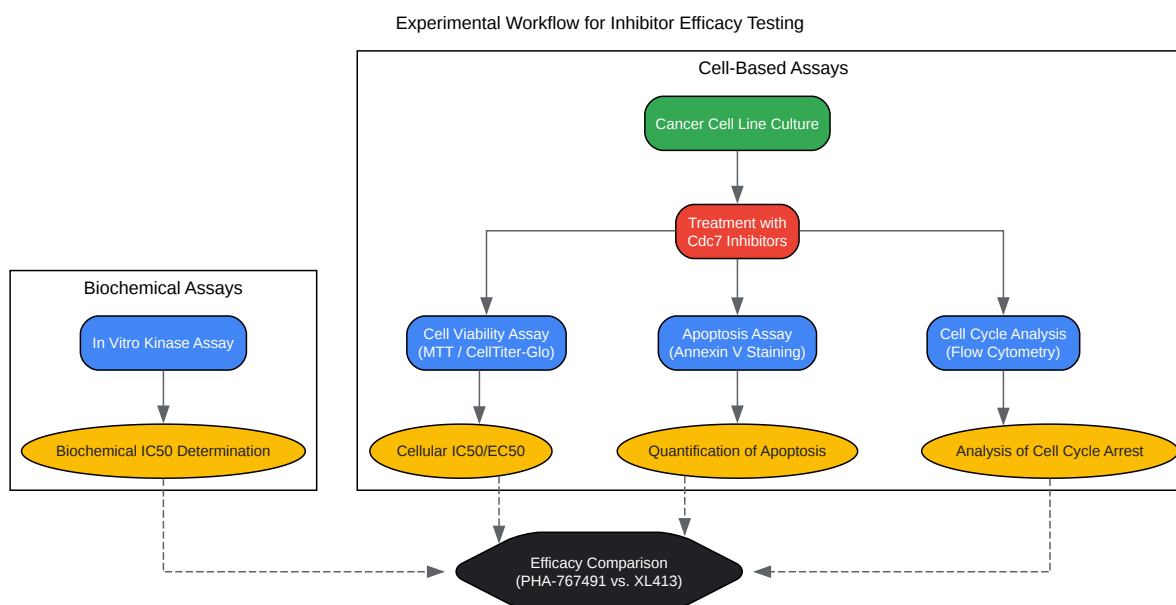 Experimental Workflow for Inhibitor Efficacy Testing
Cell-Based Assays
Cancer Cell Line Culture
Treatment with
Cdc7 Inhibitors
Biochemical Assays
In Vitro Kinase Assay
Cell Viability Assay
(MTT / CellTiter-Glo)
Apoptosis Assay
(Annexin V Staining)
Cell Cycle Analysis
(Flow Cytometry)
Biochemical IC50 Determination
Cellular IC50/EC50
Quantification of Apoptosis
Analysis of Cell Cycle Arrest
Efficacy Comparison
(PHA-767491 vs. XL413)